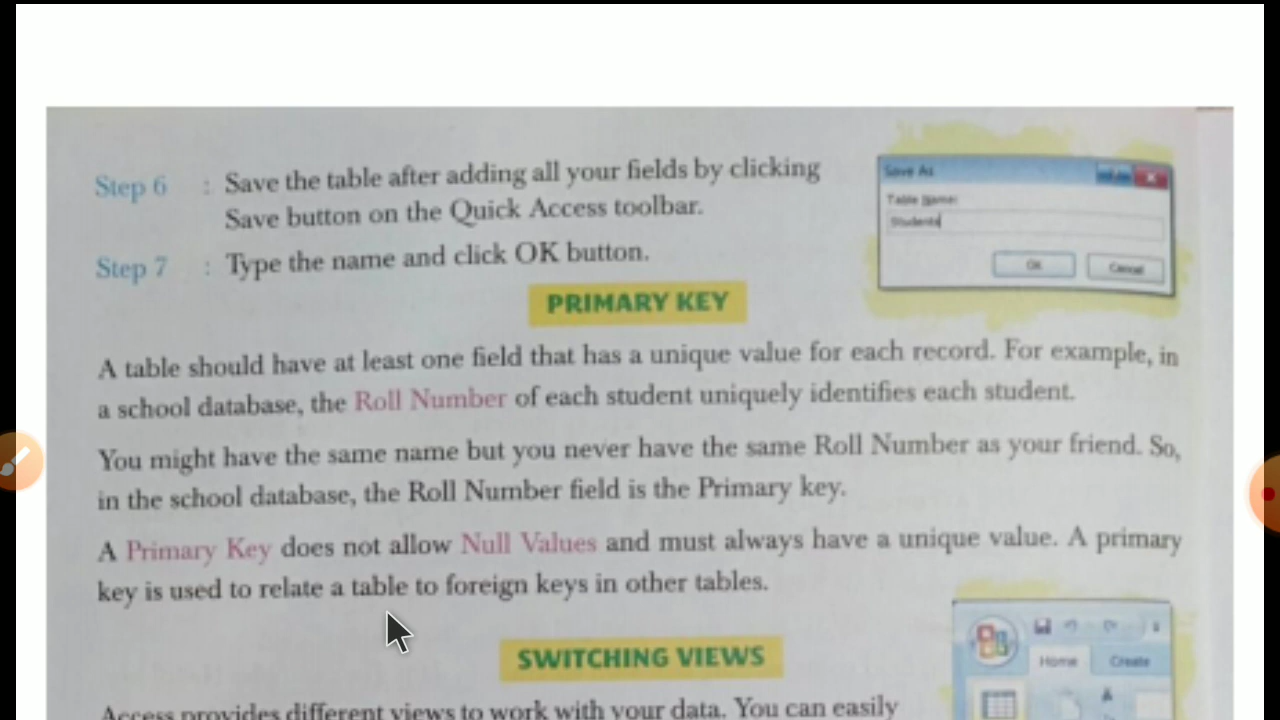 Step 6 : Save the table after adding all your fields by clicking
Save button on the Quick Access toolbar.
Step 7 : Type the name and click OK button.
Save As
Table Name:
Students
OK Cancel
PRIMARY KEY
A table should have at least one field that has a unique value for each record. For example, in
a school database, the Roll Number of each student uniquely identifies each student.
You might have the same name but you never have the same Roll Number as your friend. So,
in the school database, the Roll Number field is the Primary key.
A Primary Key does not allow Null Values and must always have a unique value. A primary
key is used to relate a table to foreign keys in other tables.
SWITCHING VIEWS
Home Create
A
Access provides different views to work with your data. You can easily